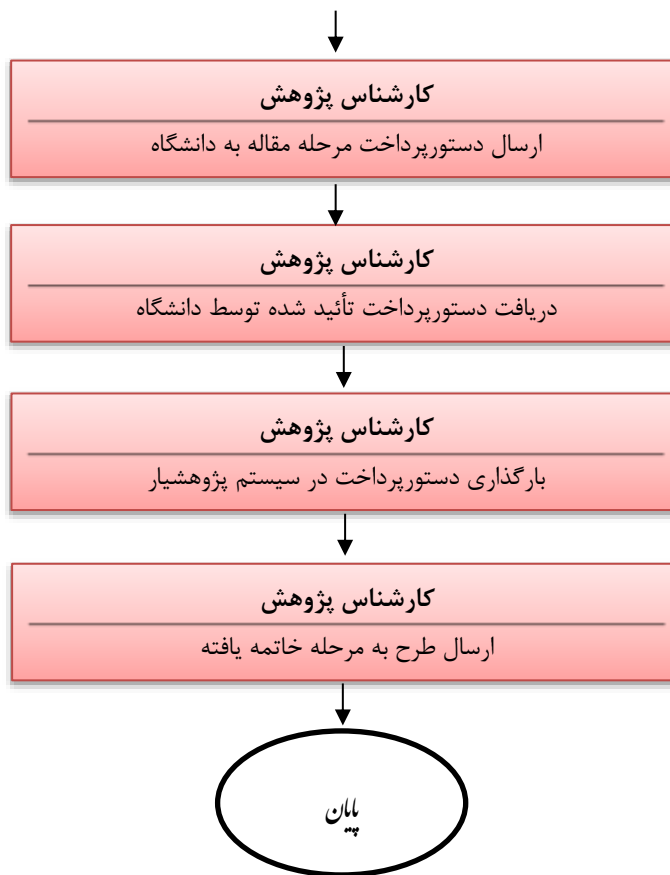 کارشناس پژوهش
ارسال دستورپرداخت مرحله مقاله به دانشگاه
کارشناس پژوهش
دریافت دستورپرداخت تأئید شده توسط دانشگاه
کارشناس پژوهش
بارگذاری دستورپرداخت در سیستم پژوهشیار
کارشناس پژوهش
ارسال طرح به مرحله خاتمه یافته
پایان